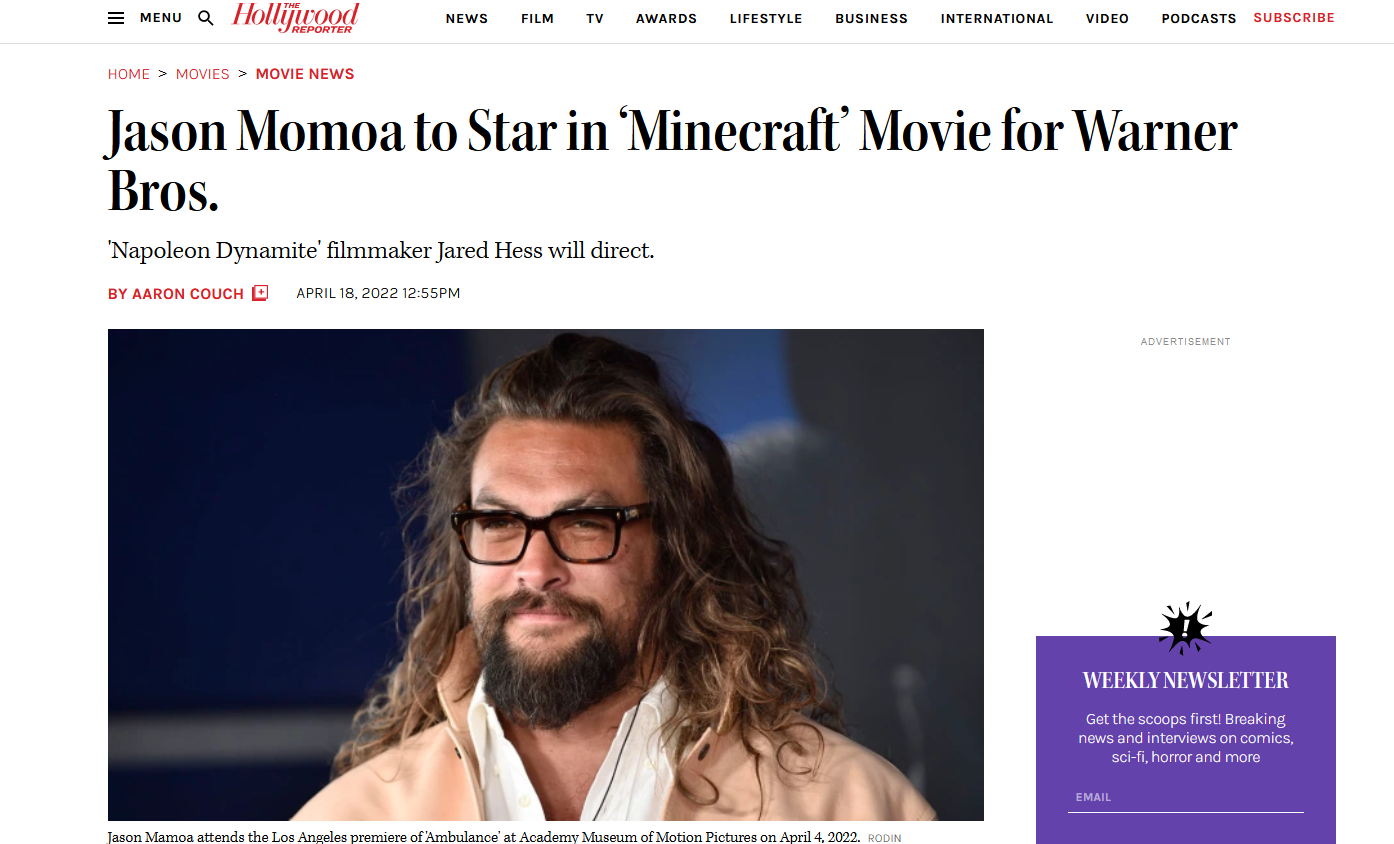 MENU
THE
Hollywood
REPORTER
NEWS FILM TV AWARDS LIFESTYLE BUSINESS INTERNATIONAL VIDEO PODCASTS SUBSCRIBE
HOME > MOVIES > MOVIE NEWS
Jason Momoa to Star in ‘Minecraft’ Movie for Warner
Bros.
'Napoleon Dynamite' filmmaker Jared Hess will direct.
BY AARON COUCH + APRIL 18, 2022 12:55PM
Jason Mamoa attends the Los Angeles premiere of 'Ambulance' at Academy Museum of Motion Pictures on April 4, 2022. RODIN
ADVERTISEMENT
!
WEEKLY NEWSLETTER
Get the scoops first! Breaking
news and interviews on comics,
sci-fi, horror and more
EMAIL